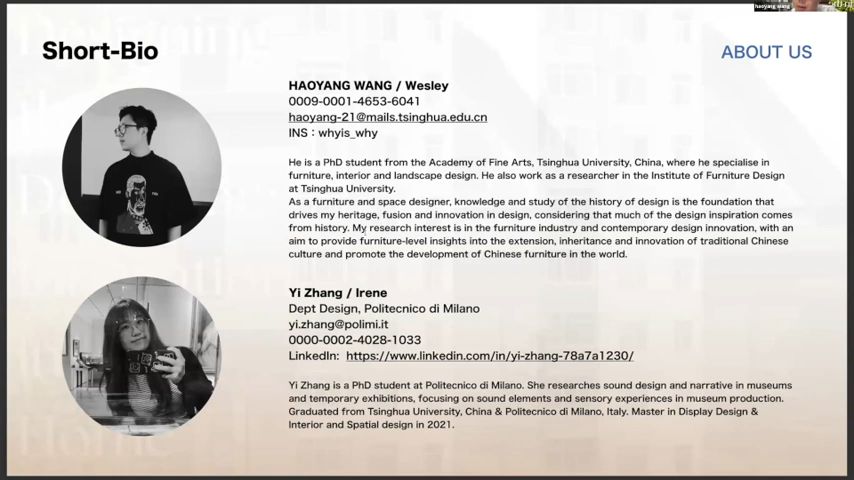 haoyang wang
Short-Bio
ABOUT US
HAOYANG WANG / Wesley
0009-0001-4653-6041
haoyang-21@mails.tsinghua.edu.cn
INS：whyis_why
He is a PhD student from the Academy of Fine Arts, Tsinghua University, China, where he specialise in
furniture, interior and landscape design. He also work as a researcher in the Institute of Furniture Design
at Tsinghua University.
As a furniture and space designer, knowledge and study of the history of design is the foundation that
drives my heritage, fusion and innovation in design, considering that much of the design inspiration comes
from history. My research interest is in the furniture industry and contemporary design innovation, with an
aim to provide furniture-level insights into the extension, inheritance and innovation of traditional Chinese
culture and promote the development of Chinese furniture in the world.
Yi Zhang / Irene
Dept Design, Politecnico di Milano
yi.zhang@polimi.it
0000-0002-4028-1033
LinkedIn: https://www.linkedin.com/in/yi-zhang-78a7a1230/
Yi Zhang is a PhD student at Politecnico di Milano. She researches sound design and narrative in museums
and temporary exhibitions, focusing on sound elements and sensory experiences in museum production.
Graduated from Tsinghua University, China & Politecnico di Milano, Italy. Master in Display Design &
Interior and Spatial design in 2021.